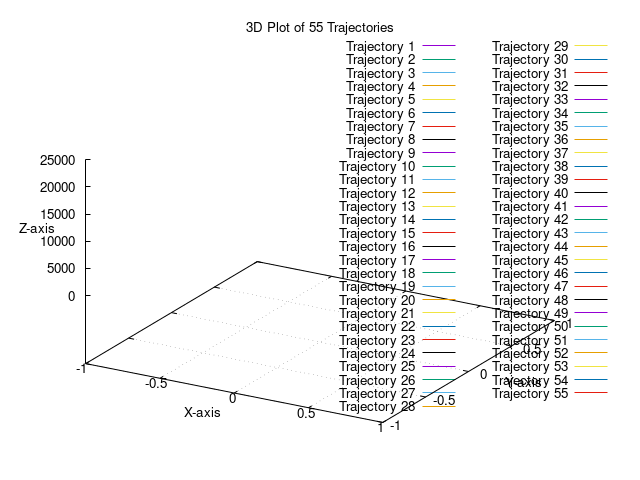 3D Plot of 55 Trajectories
Trajectory 1
Trajectory 2
Trajectory 3
Trajectory 4
Trajectory 5
Trajectory 6
Trajectory 7
Trajectory 8
Trajectory 9
Trajectory 10
Trajectory 11
Trajectory 12
Trajectory 13
Trajectory 14
Trajectory 15
Trajectory 16
Trajectory 17
Trajectory 18
Trajectory 19
Trajectory 20
Trajectory 21
Trajectory 22
Trajectory 23
Trajectory 24
Trajectory 25
Trajectory 26
Trajectory 27
Trajectory 28
Trajectory 29
Trajectory 30
Trajectory 31
Trajectory 32
Trajectory 33
Trajectory 34
Trajectory 35
Trajectory 36
Trajectory 37
Trajectory 38
Trajectory 39
Trajectory 40
Trajectory 41
Trajectory 42
Trajectory 43
Trajectory 44
Trajectory 45
Trajectory 46
Trajectory 47
Trajectory 48
Trajectory 49
Trajectory 50
Trajectory 51
Trajectory 52
Trajectory 53
Trajectory 54
Trajectory 55
25000
20000
15000
10000
5000
0
Z-axis
-1
-0.5
0
0.5
1
X-axis
-1
-0.5
0
0.5
1
Y-axis